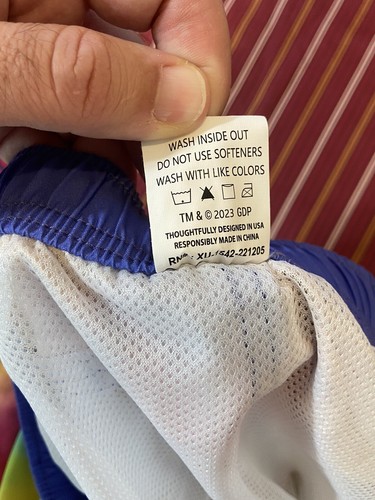 WASH INSIDE OUT
DO NOT USE SOFTENERS
WASH WITH LIKE COLORS
TM & © 2023 GDP
THOUGHTFULLY DESIGNED IN USA
RESPONSIBLY MADE IN CHINA